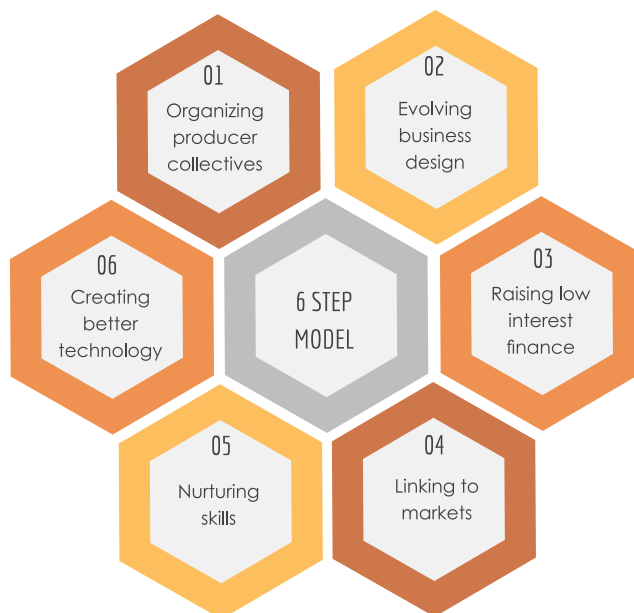 01
Organizing
producer
collectives
02
Evolving
business
design
03
Raising low
interest
finance
04
Linking to
markets
05
Nurturing
skills
06
Creating
better
technology
6 STEP
MODEL